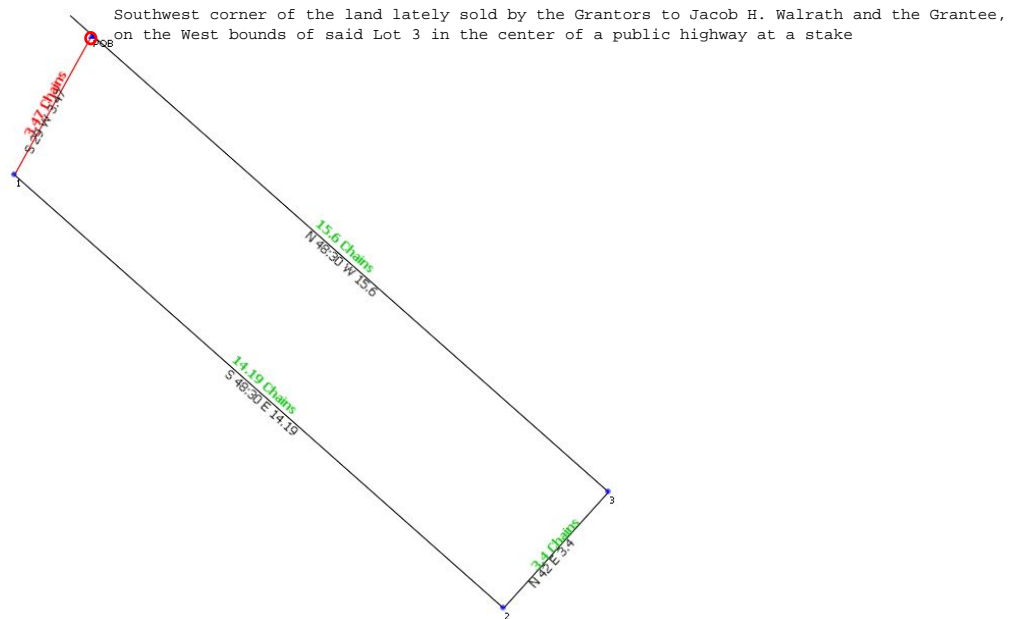 Southwest corner of the land lately sold by the Grantors to Jacob H. Walrath and the Grantee,
on the West bounds of said Lot 3 in the center of a public highway at a stake
POB
3.47 Chains
S 29 W 3.47
1
15.6 Chains
N 48:30 W 15.6
14.19 Chains
S 48:30 E 14.19
3
3.4 Chains
N 42 E 3.4
2